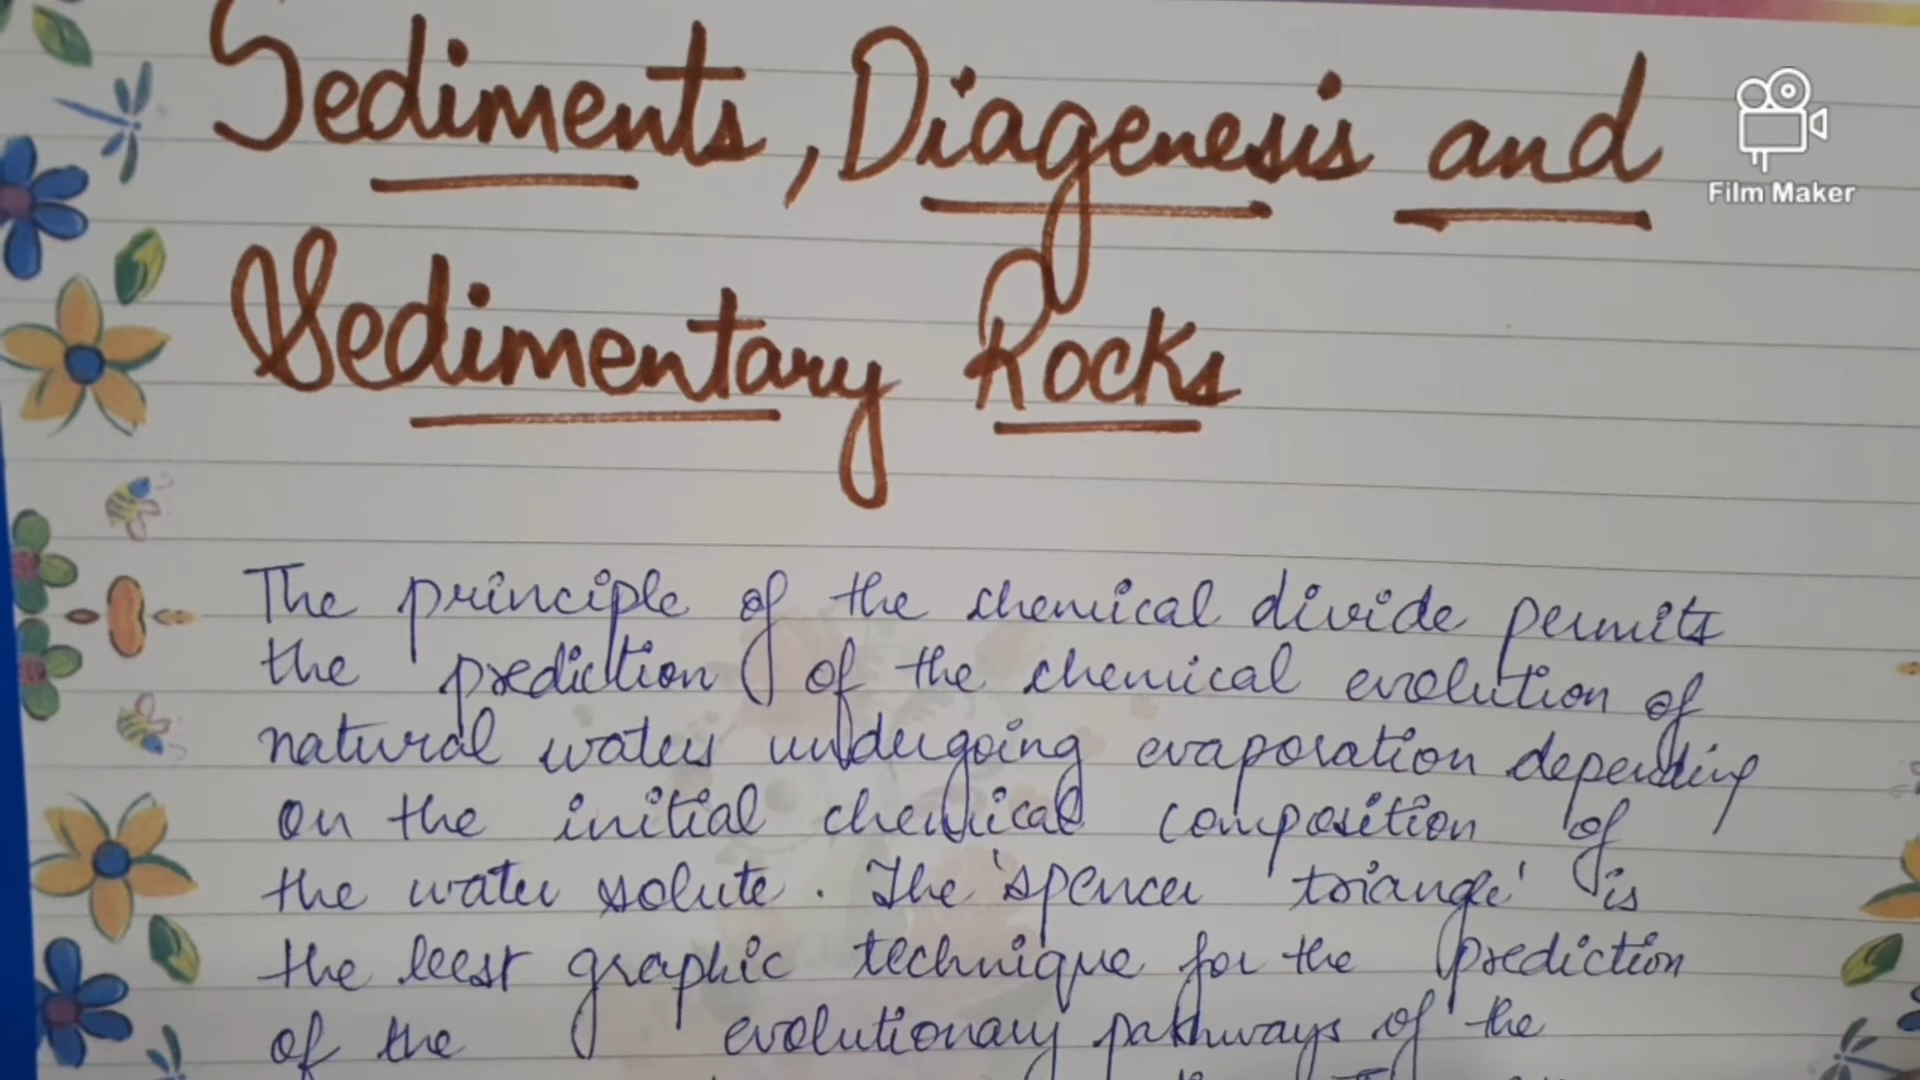 Sediments, Diagenesis and
Film Maker
Sedimentary Rocks
The principle of the chemical divide permits
the prediction of the chemical evolution of
natural waters undergoing evaporation depending
on the initial chemical composition of
the water solute. The 'spencer triangle' is
the best graphic technique for the prediction
of the evolutionary pathways of the